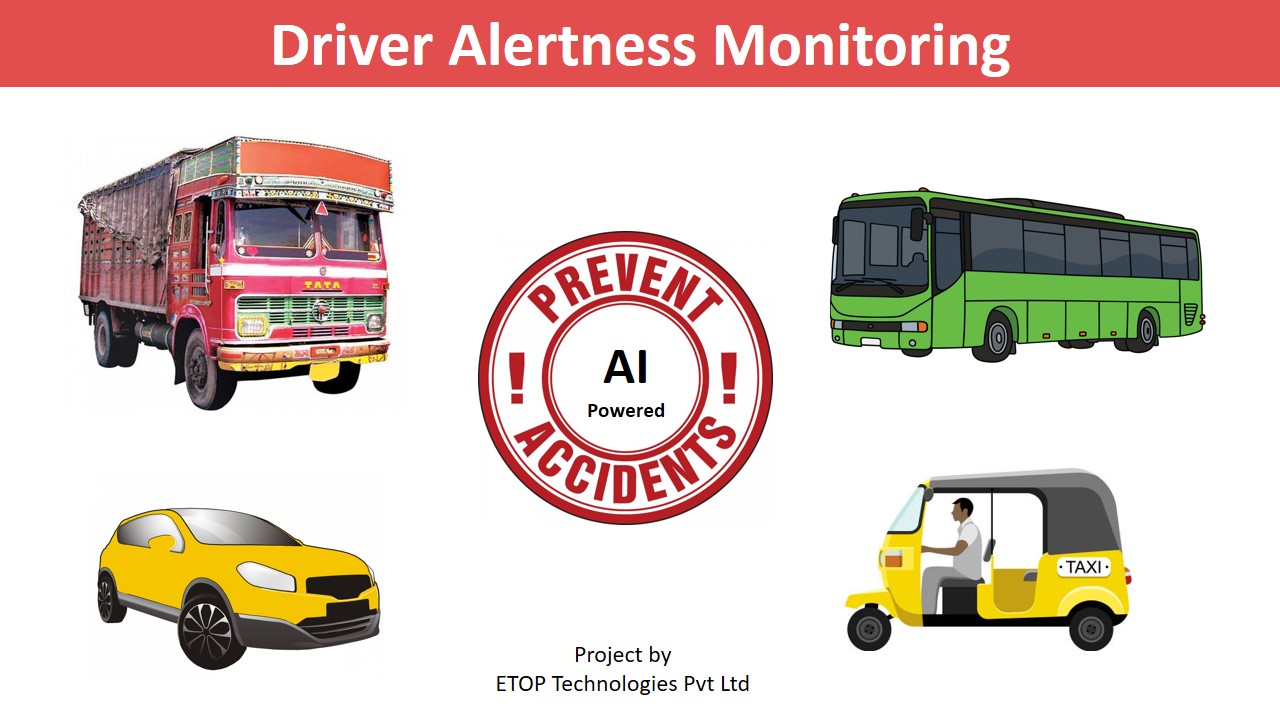 Driver Alertness Monitoring
TATA
PREVENT
! !
AI
Powered
ACCIDENTS
TAXI
Project by
ETOP Technologies Pvt Ltd